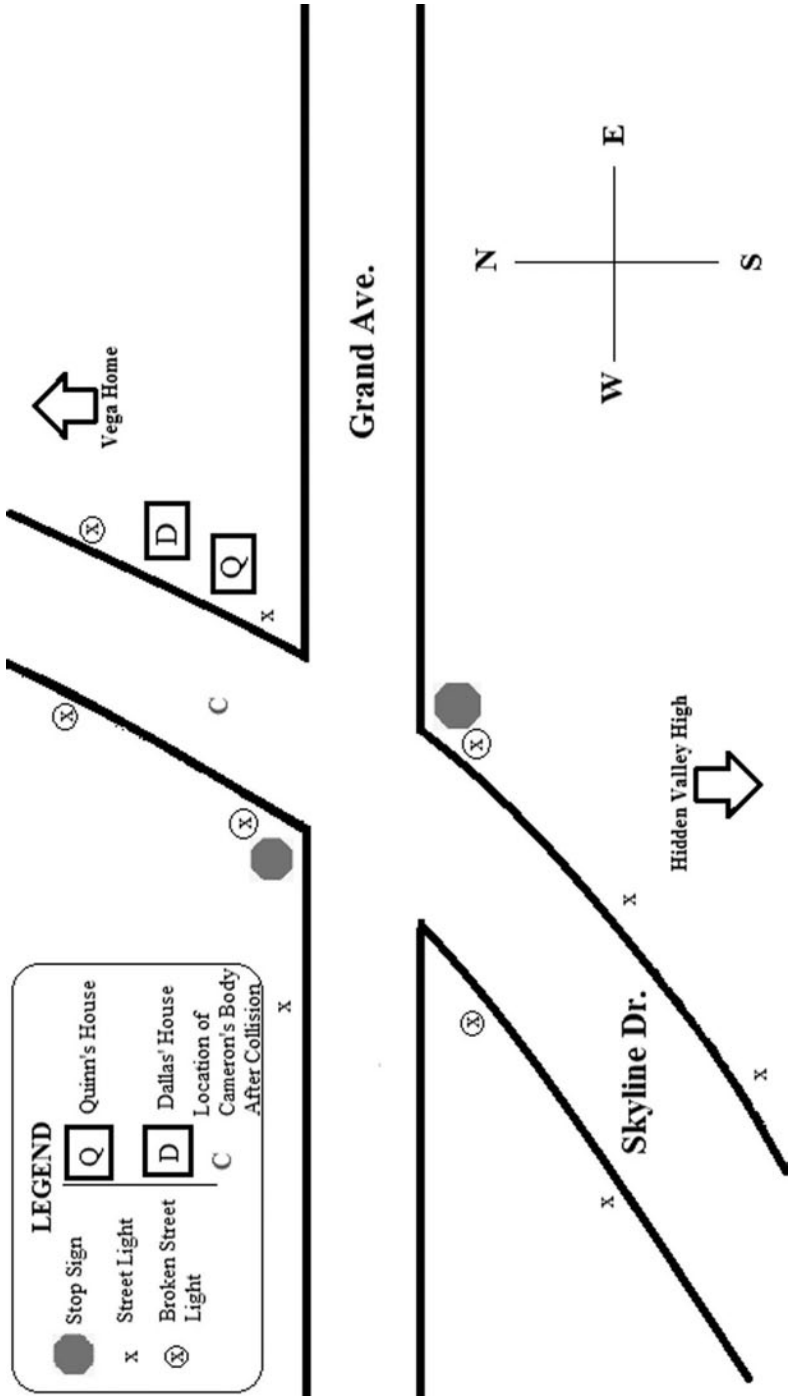 LEGEND
Stop Sign
x Street Light
x Broken Street
Light
Q Quinn's House
D Dallas' House
C Location of
Cameron's Body
After Collision
Vega Home
x
x
D
Q
x
C
x
x
Grand Ave.
N
W E
S
x
x
x
x
x
Skyline Dr.
Hidden Valley High